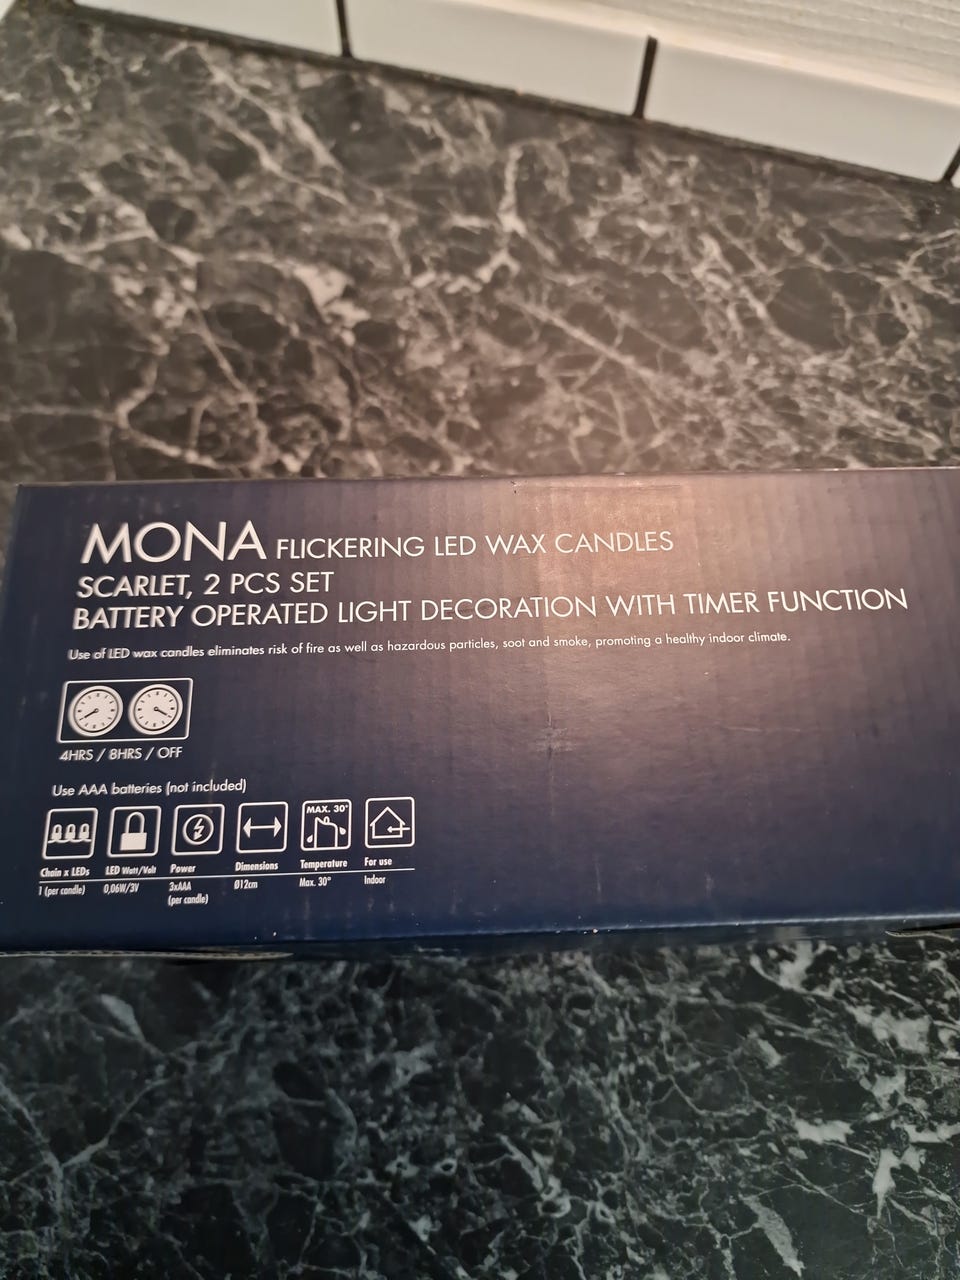 MONA FLICKERING LED WAX CANDLES
SCARLET, 2 PCS SET
BATTERY OPERATED LIGHT DECORATION WITH TIMER FUNCTION
Use of LED wax candles eliminates risk of fire as well as hazardous particles, soot and smoke, promoting a healthy indoor climate.
4HRS / 8HRS / OFF
Use AAA batteries (not included)
MAX. 30°
Chain x LEDs LED Watt/Volt Power Dimensions Temperature For use
1 (per candle) 0,06W/3V 3xAAA Ø12cm Max. 30° Indoor
(per candle)